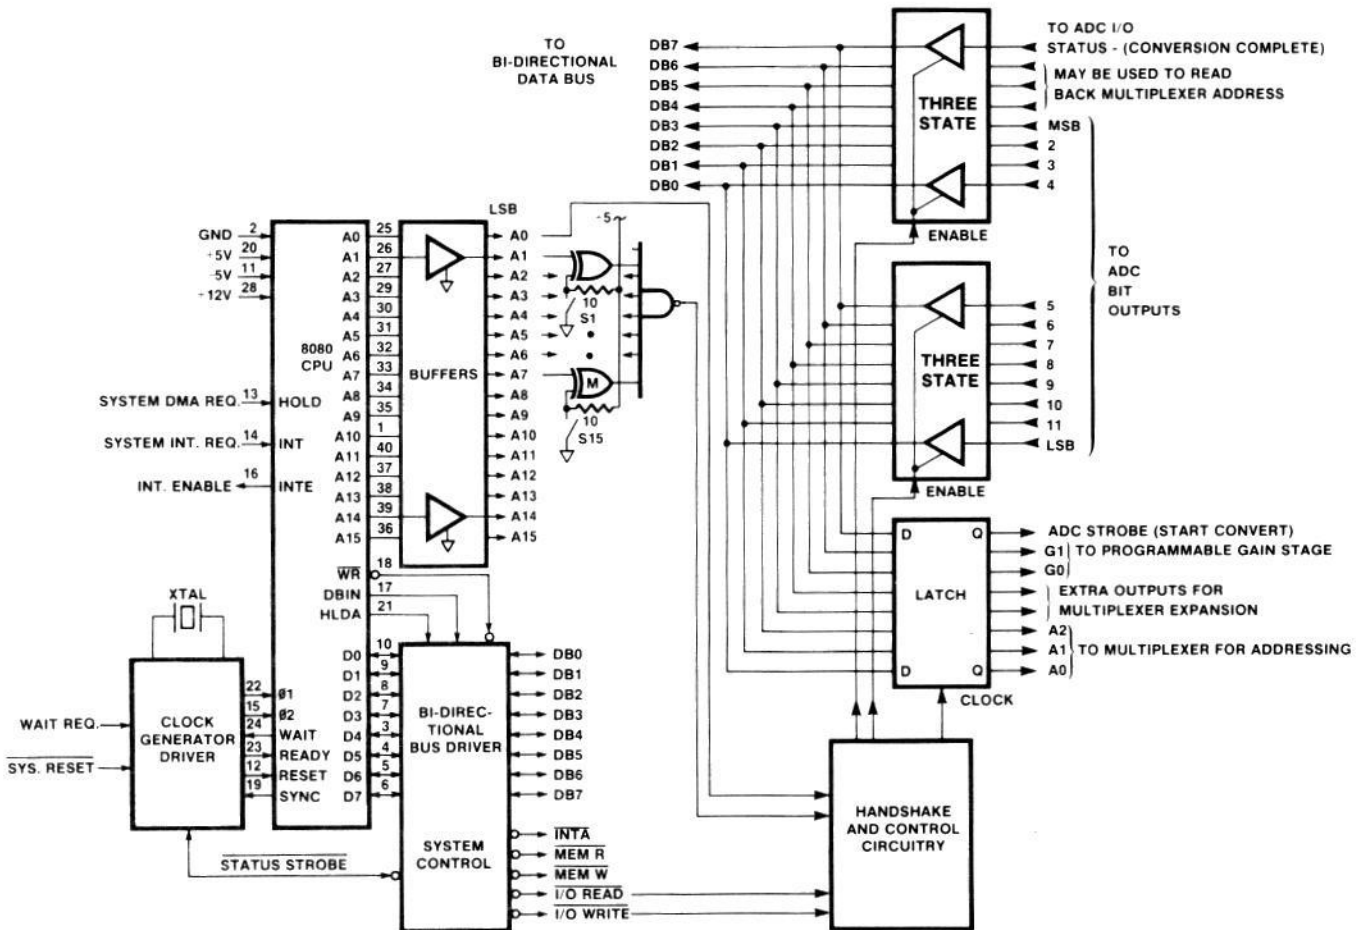 TO
BI-DIRECTIONAL
DATA BUS
DB7
DB6
DB5
DB4
DB3
DB2
DB1
DB0
THREE
STATE
ENABLE
TO ADC I/O
STATUS - (CONVERSION COMPLETE)
MAY BE USED TO READ
BACK MULTIPLEXER ADDRESS
MSB
2
3
4
TO
ADC
BIT
OUTPUTS
THREE
STATE
ENABLE
5
6
7
8
9
10
11
LSB
GND 2
+5V 20
-5V 11
+12V 28
SYSTEM DMA REQ. 13 HOLD
SYSTEM INT. REQ. 14 INT
INT. ENABLE 16 INTE
8080
CPU
A0 25
A1 26
A2 27
A3 29
A4 30
A5 31
A6 32
A7 33
A8 34
A9 35
A10 1
A11 40
A12 37
A13 38
A14 39
A15 36
WR 18
DBIN 17
HLDA 21
BUFFERS
LSB
A0
A1
A2
A3
A4
A5
A6
A7
A8
A9
A10
A11
A12
A13
A14
A15
-5
10
S1
M
10
S15
D
Q
LATCH
D
Q
CLOCK
ADC STROBE (START CONVERT)
G1
G0
TO PROGRAMMABLE GAIN STAGE
EXTRA OUTPUTS FOR
MULTIPLEXER EXPANSION
A2
A1
A0
TO MULTIPLEXER FOR ADDRESSING
XTAL
WAIT REQ.
SYS. RESET
CLOCK
GENERATOR
DRIVER
22 Ø1
15 Ø2
24 WAIT
23 READY
12 RESET
19 SYNC
D0 10
D1 9
D2 8
D3 7
D4 3
D5 4
D6 5
D7 6
BI-DIREC-
TIONAL
BUS DRIVER
SYSTEM
CONTROL
DB0
DB1
DB2
DB3
DB4
DB5
DB6
DB7
INTA
MEM R
MEM W
I/O READ
I/O WRITE
STATUS STROBE
HANDSHAKE
AND CONTROL
CIRCUITRY